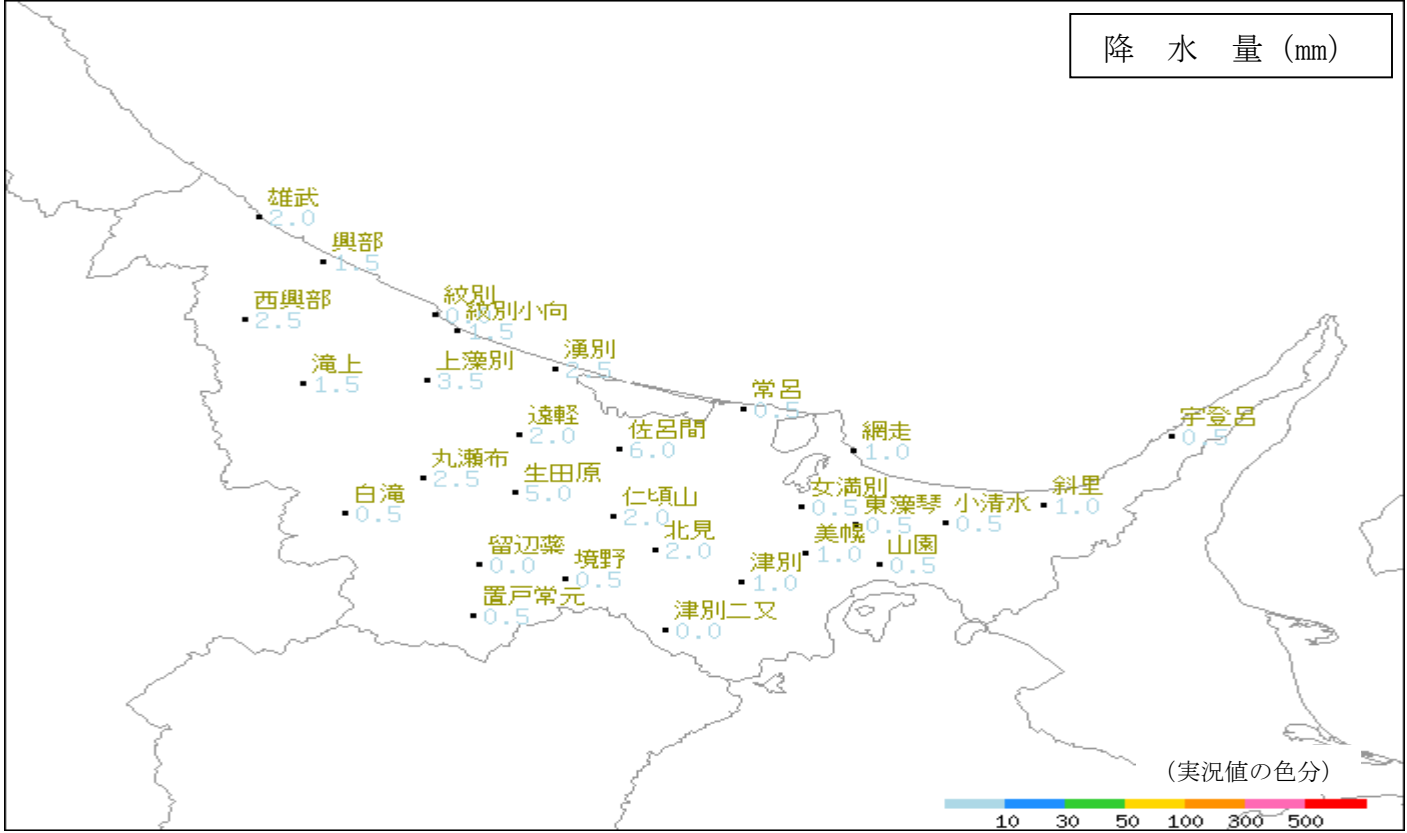 降 水 量 (mm)
雄武
2.0
興部
1.5
西興部
2.5
紋別
紋別小向
1.5
滝上
1.5
上藻別
3.5
湧別
2.5
常呂
0.5
遠軽
2.0
佐呂間
6.0
網走
1.0
宇登呂
0.5
丸瀬布
2.5
生田原
5.0
白滝
0.5
仁頃山
2.0
女満別
0.5
東藻琴
0.5
小清水
0.5
斜里
1.0
北見
2.0
美幌
1.0
山園
0.5
留辺蘂
0.0
境野
0.5
津別
1.0
置戸常元
0.5
津別二又
0.0
(実況値の色分)
10 30 50 100 300 500